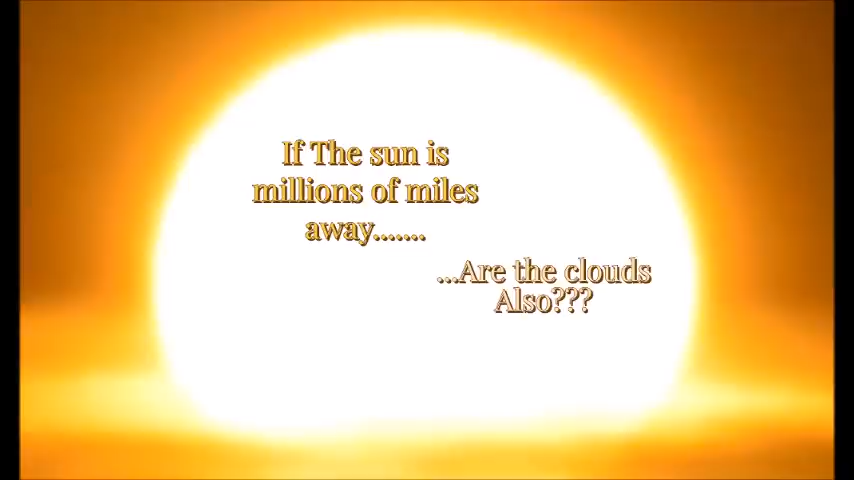 If The sun is
millions of miles
away.......
...Are the clouds
Also???